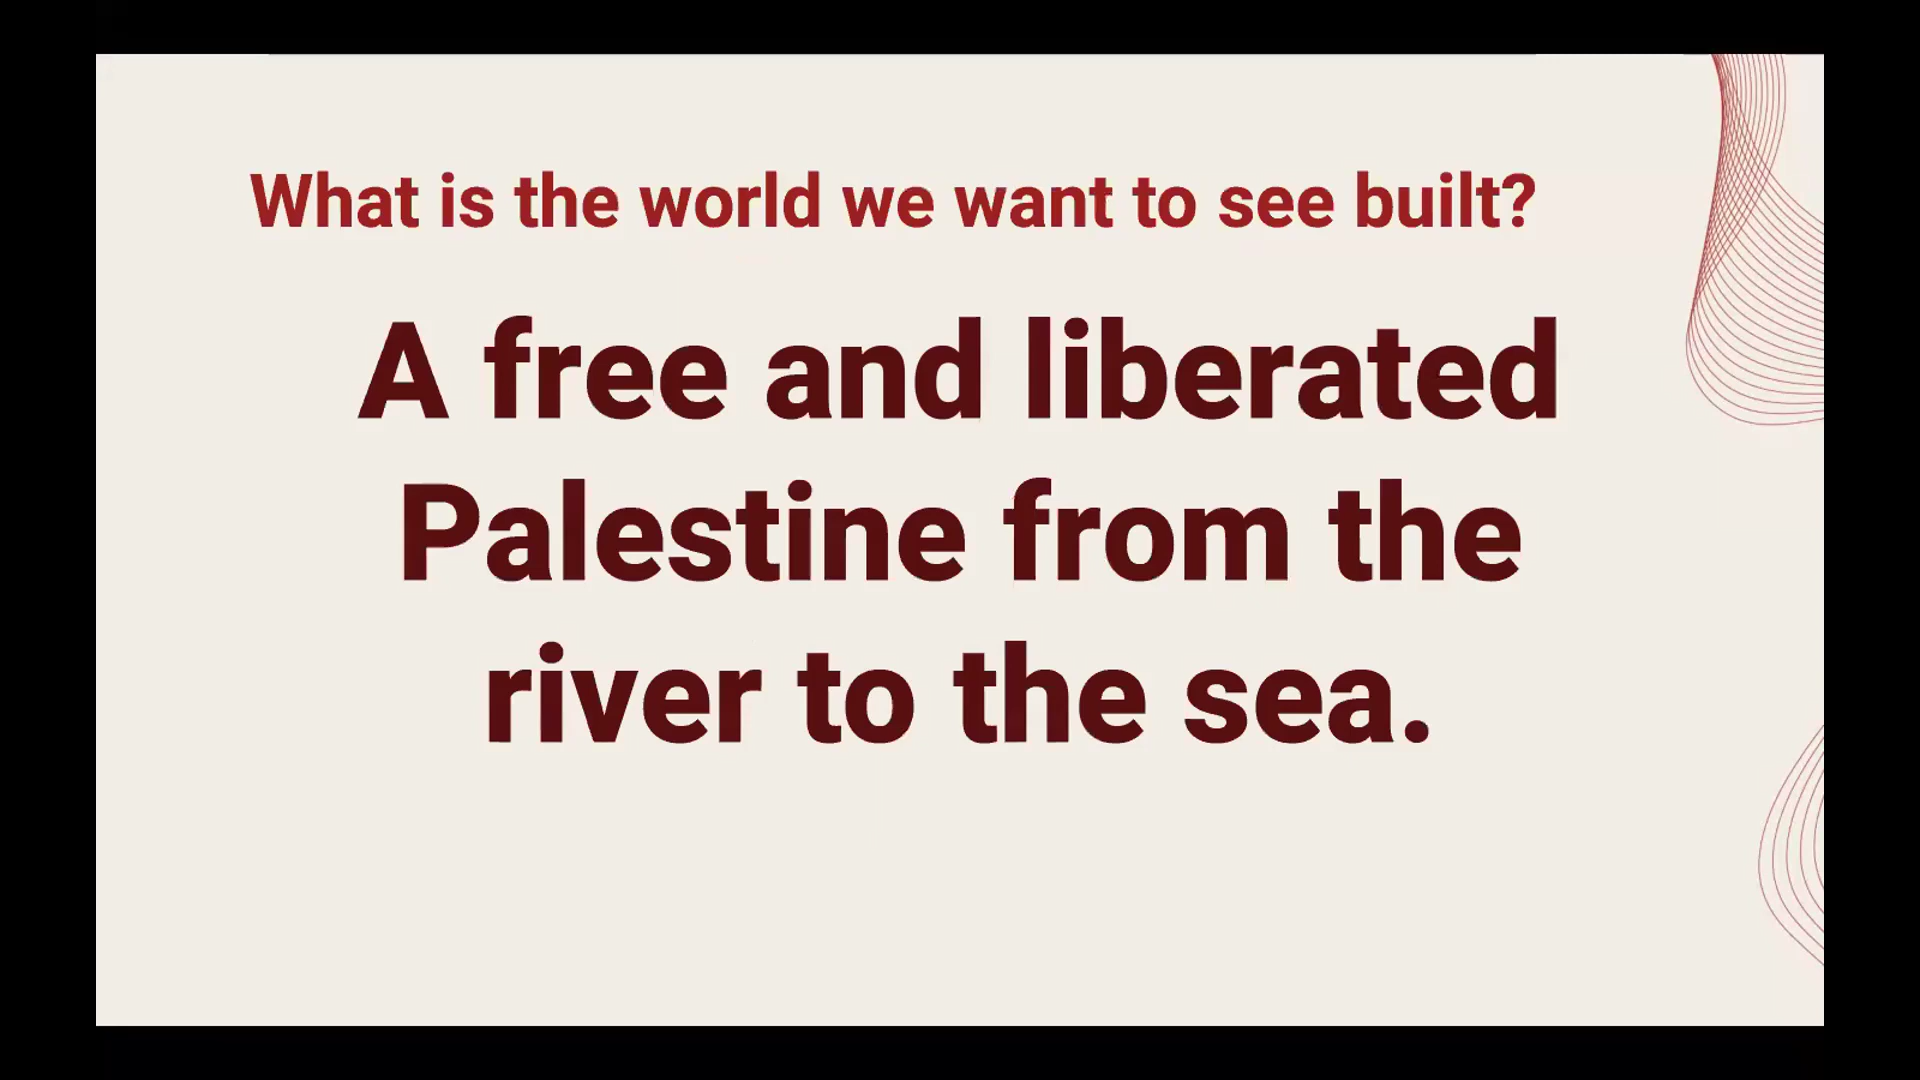 What is the world we want to see built?
A free and liberated
Palestine from the
river to the sea.